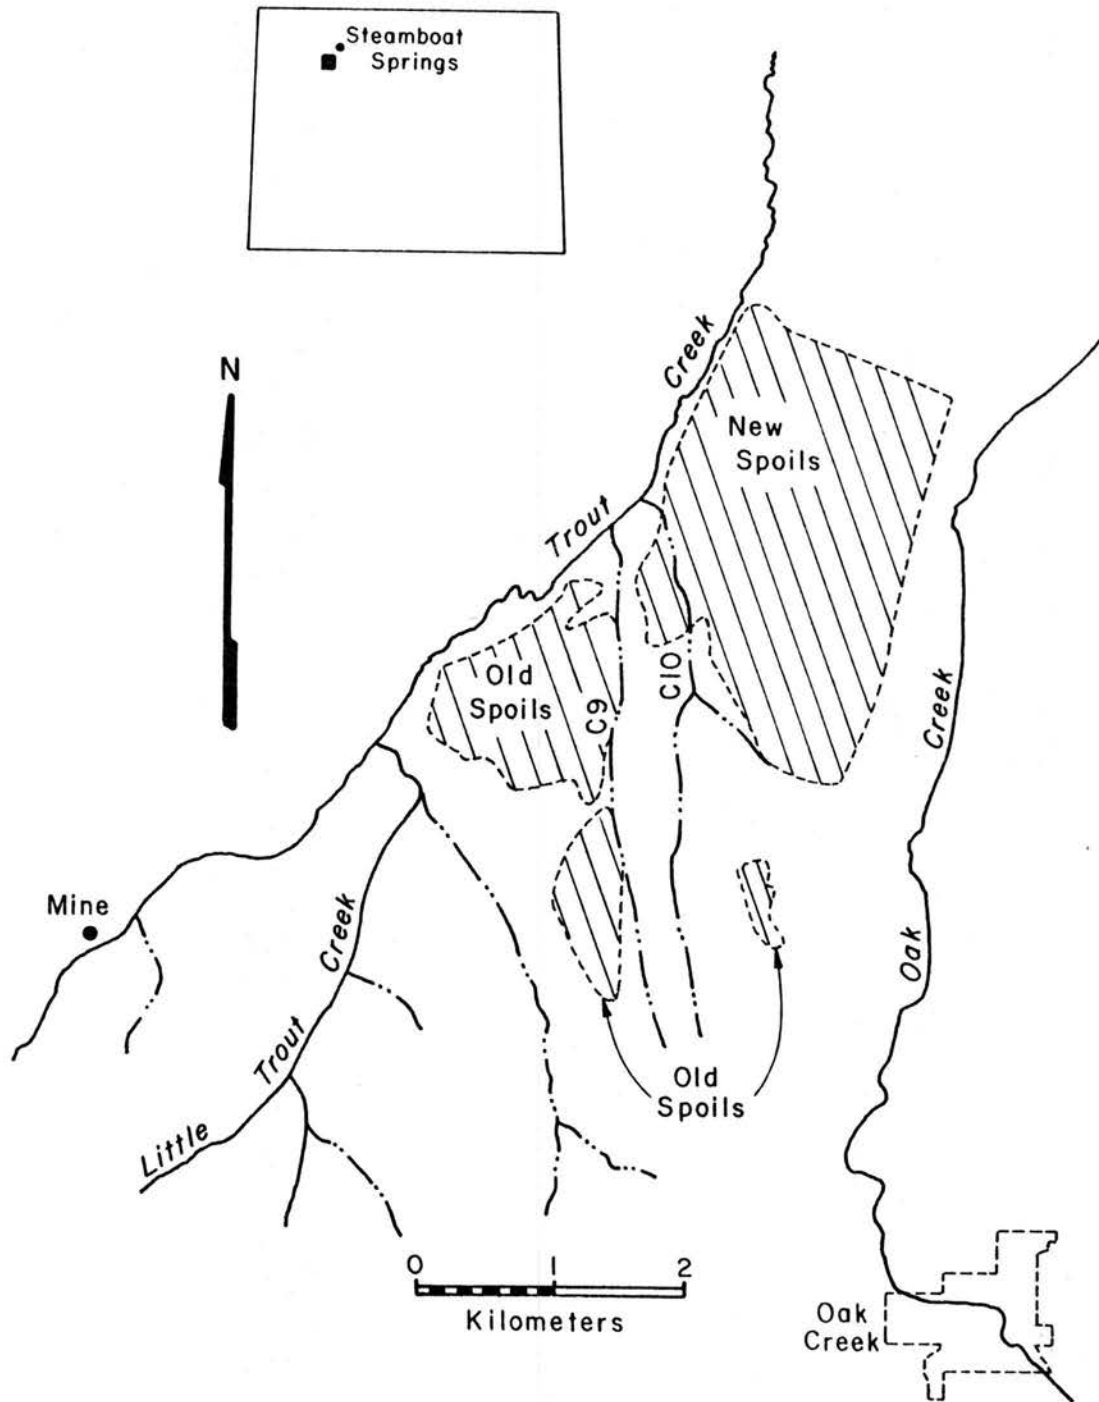 Steamboat
Springs
N
Trout Creek
New
Spoils
Old
Spoils
C9
C10
Oak Creek
Mine
Little Trout Creek
Old
Spoils
0 1 2
Kilometers
Oak
Creek